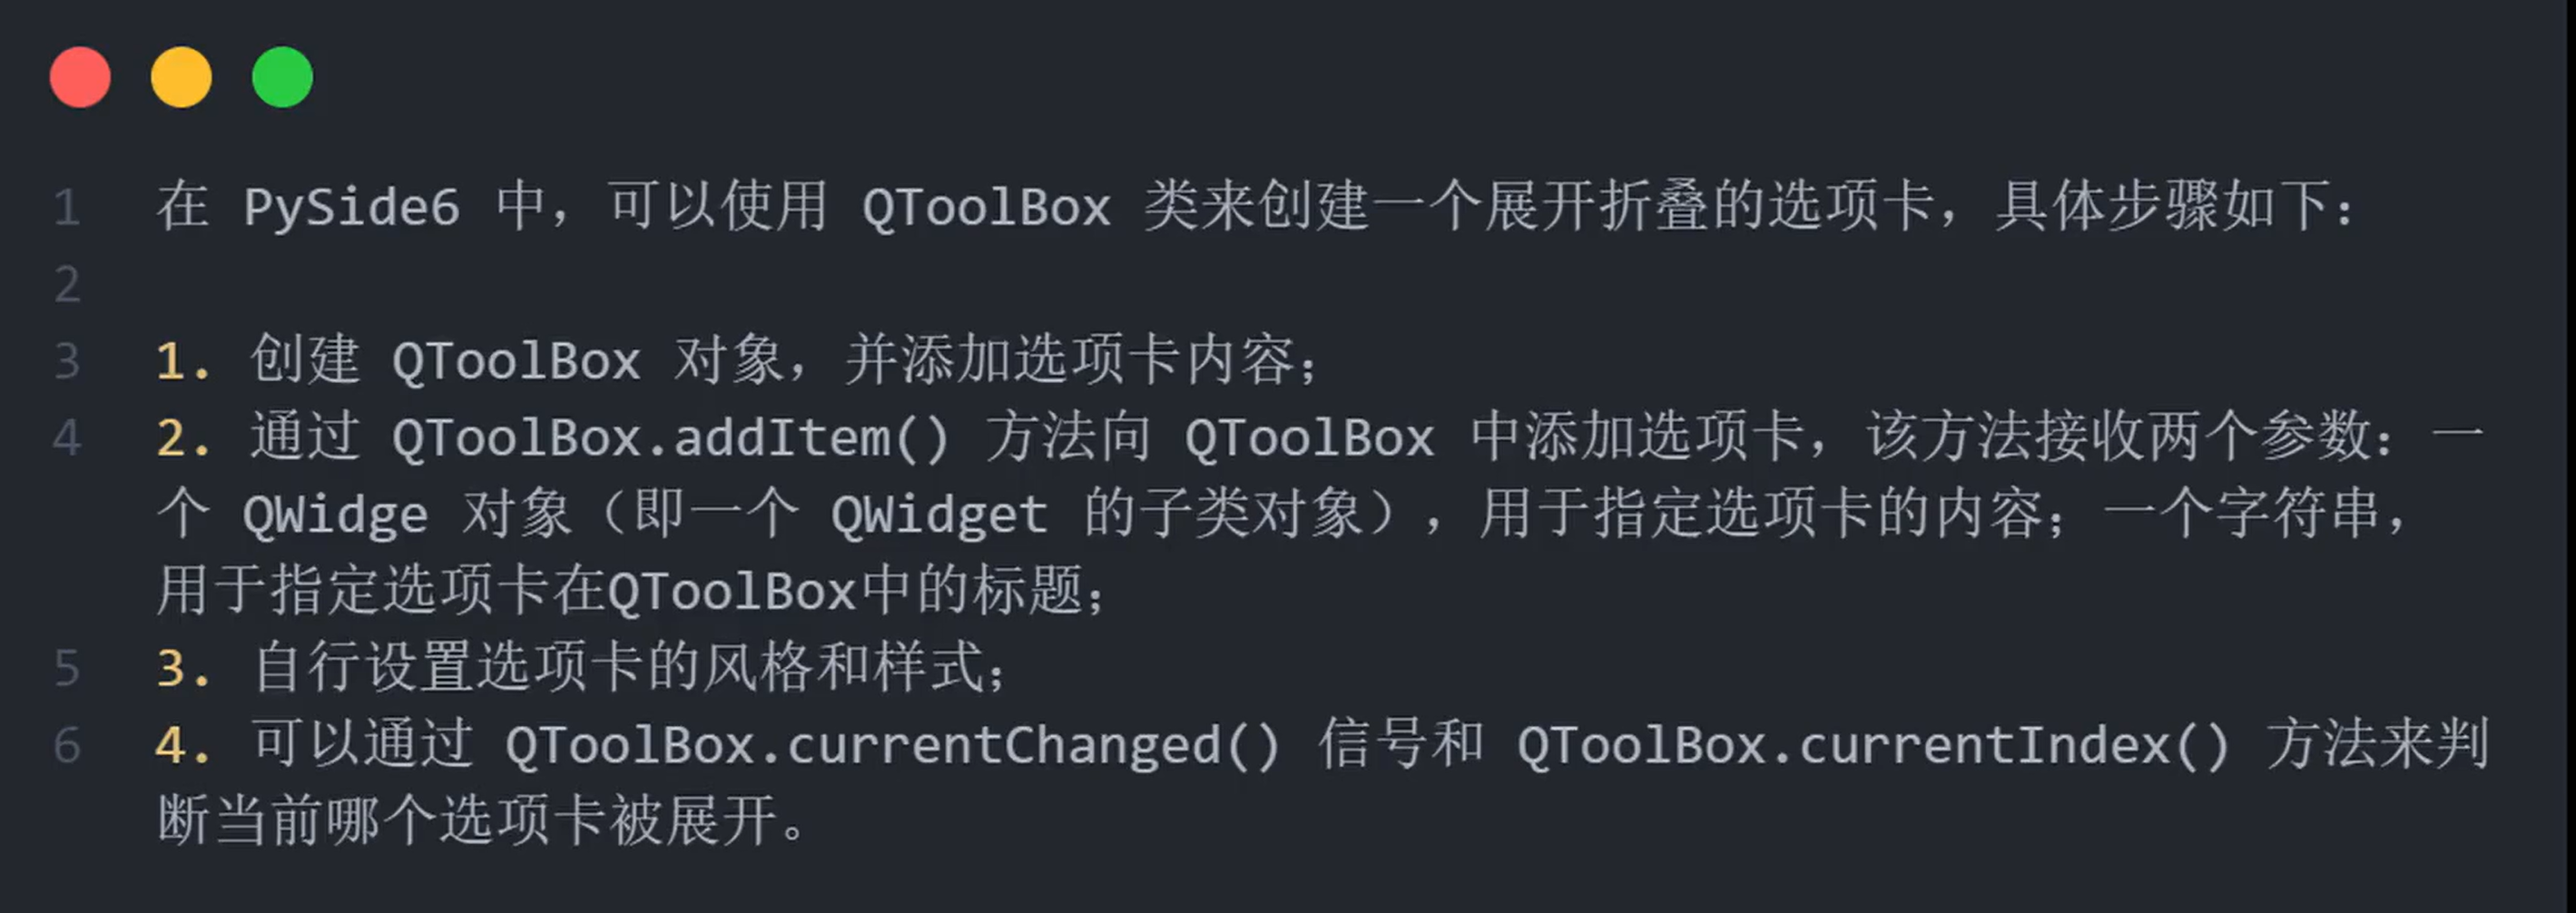 1 在 PySide6 中，可以使用 QToolBox 类来创建一个展开折叠的选项卡，具体步骤如下：
2
3 1. 创建 QToolBox 对象，并添加选项卡内容；
4 2. 通过 QToolBox.addItem() 方法向 QToolBox 中添加选项卡，该方法接收两个参数：一
个 QWidge 对象（即一个 QWidget 的子类对象），用于指定选项卡的内容；一个字符串，
用于指定选项卡在QToolBox中的标题；
5 3. 自行设置选项卡的风格和样式；
6 4. 可以通过 QToolBox.currentChanged() 信号和 QToolBox.currentIndex() 方法来判
断当前哪个选项卡被展开。